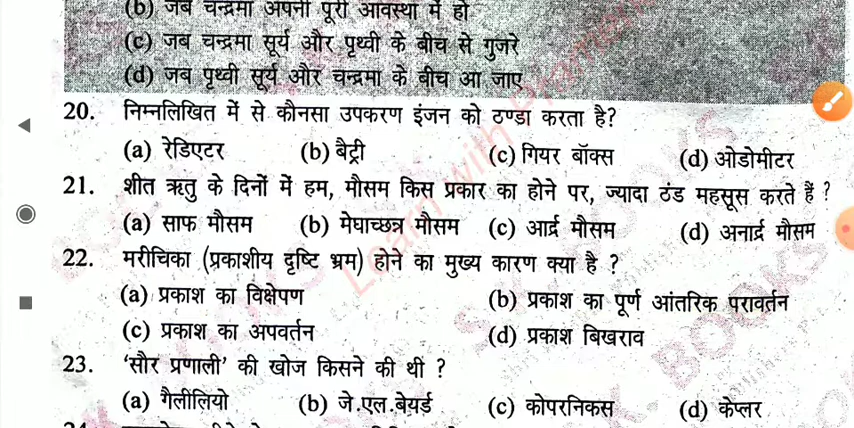 (b) जब चन्द्रमा अपनी पूरी आवस्था में हो
(c) जब चन्द्रमा सूर्य और पृथ्वी के बीच से गुजरे
(d) जब पृथ्वी सूर्य और चन्द्रमा के बीच आ जाए
20. निम्नलिखित में से कौनसा उपकरण इंजन को ठण्डा करता है?
(a) रेडिएटर (b) बैट्री (c) गियर बॉक्स (d) ओडोमीटर
21. शीत ऋतु के दिनों में हम, मौसम किस प्रकार का होने पर, ज्यादा ठंड महसूस करते हैं ?
(a) साफ मौसम (b) मेघाच्छन्न मौसम (c) आर्द्र मौसम (d) अनार्द्र मौसम
22. मरीचिका (प्रकाशीय दृष्टि भ्रम) होने का मुख्य कारण क्या है ?
(a) प्रकाश का विक्षेपण (b) प्रकाश का पूर्ण आंतरिक परावर्तन
(c) प्रकाश का अपवर्तन (d) प्रकाश बिखराव
23. ‘सौर प्रणाली’ की खोज किसने की थी ?
(a) गैलीलियो (b) जे.एल.बेयर्ड (c) कोपरनिकस (d) केप्लर